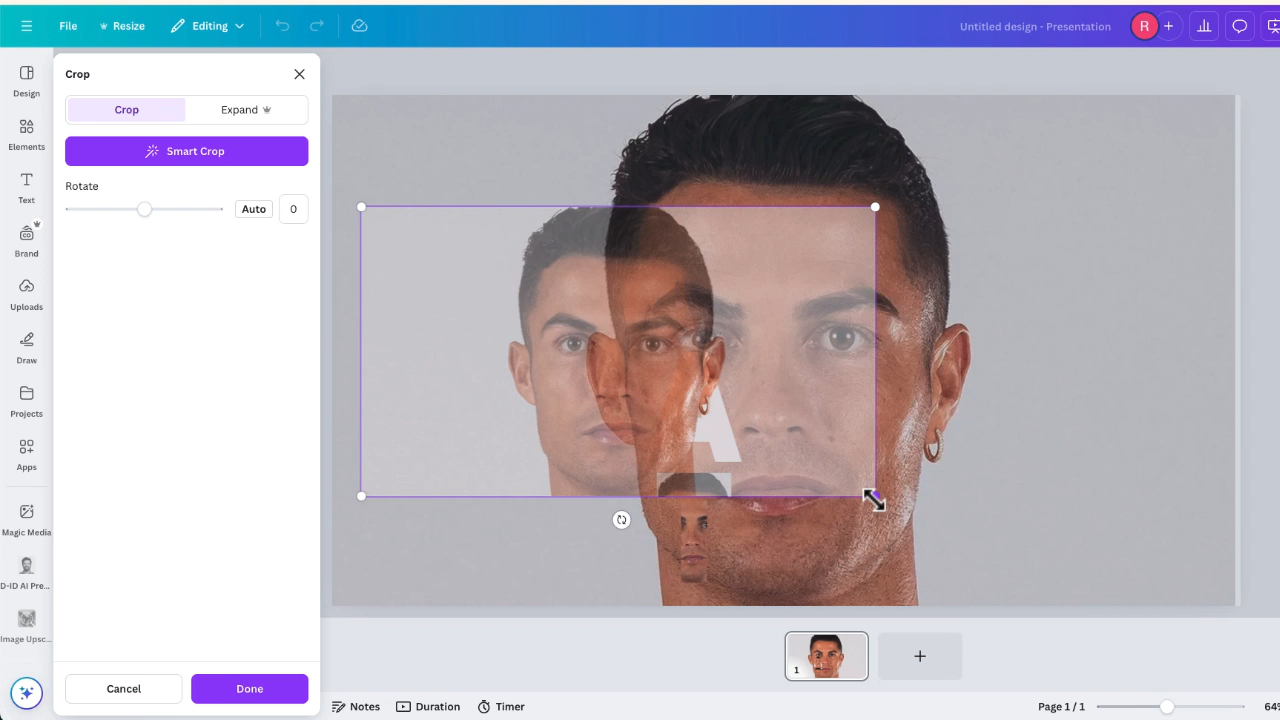 File
Resize
Editing
Untitled design - Presentation
R
Design
Elements
Text
Brand
Uploads
Draw
Projects
Apps
Magic Media
D-ID AI Pre...
Image Upsc...
Crop
Crop
Expand
Smart Crop
Rotate
Auto
0
Cancel
Done
A
1
Notes
Duration
Timer
Page 1 / 1
64%